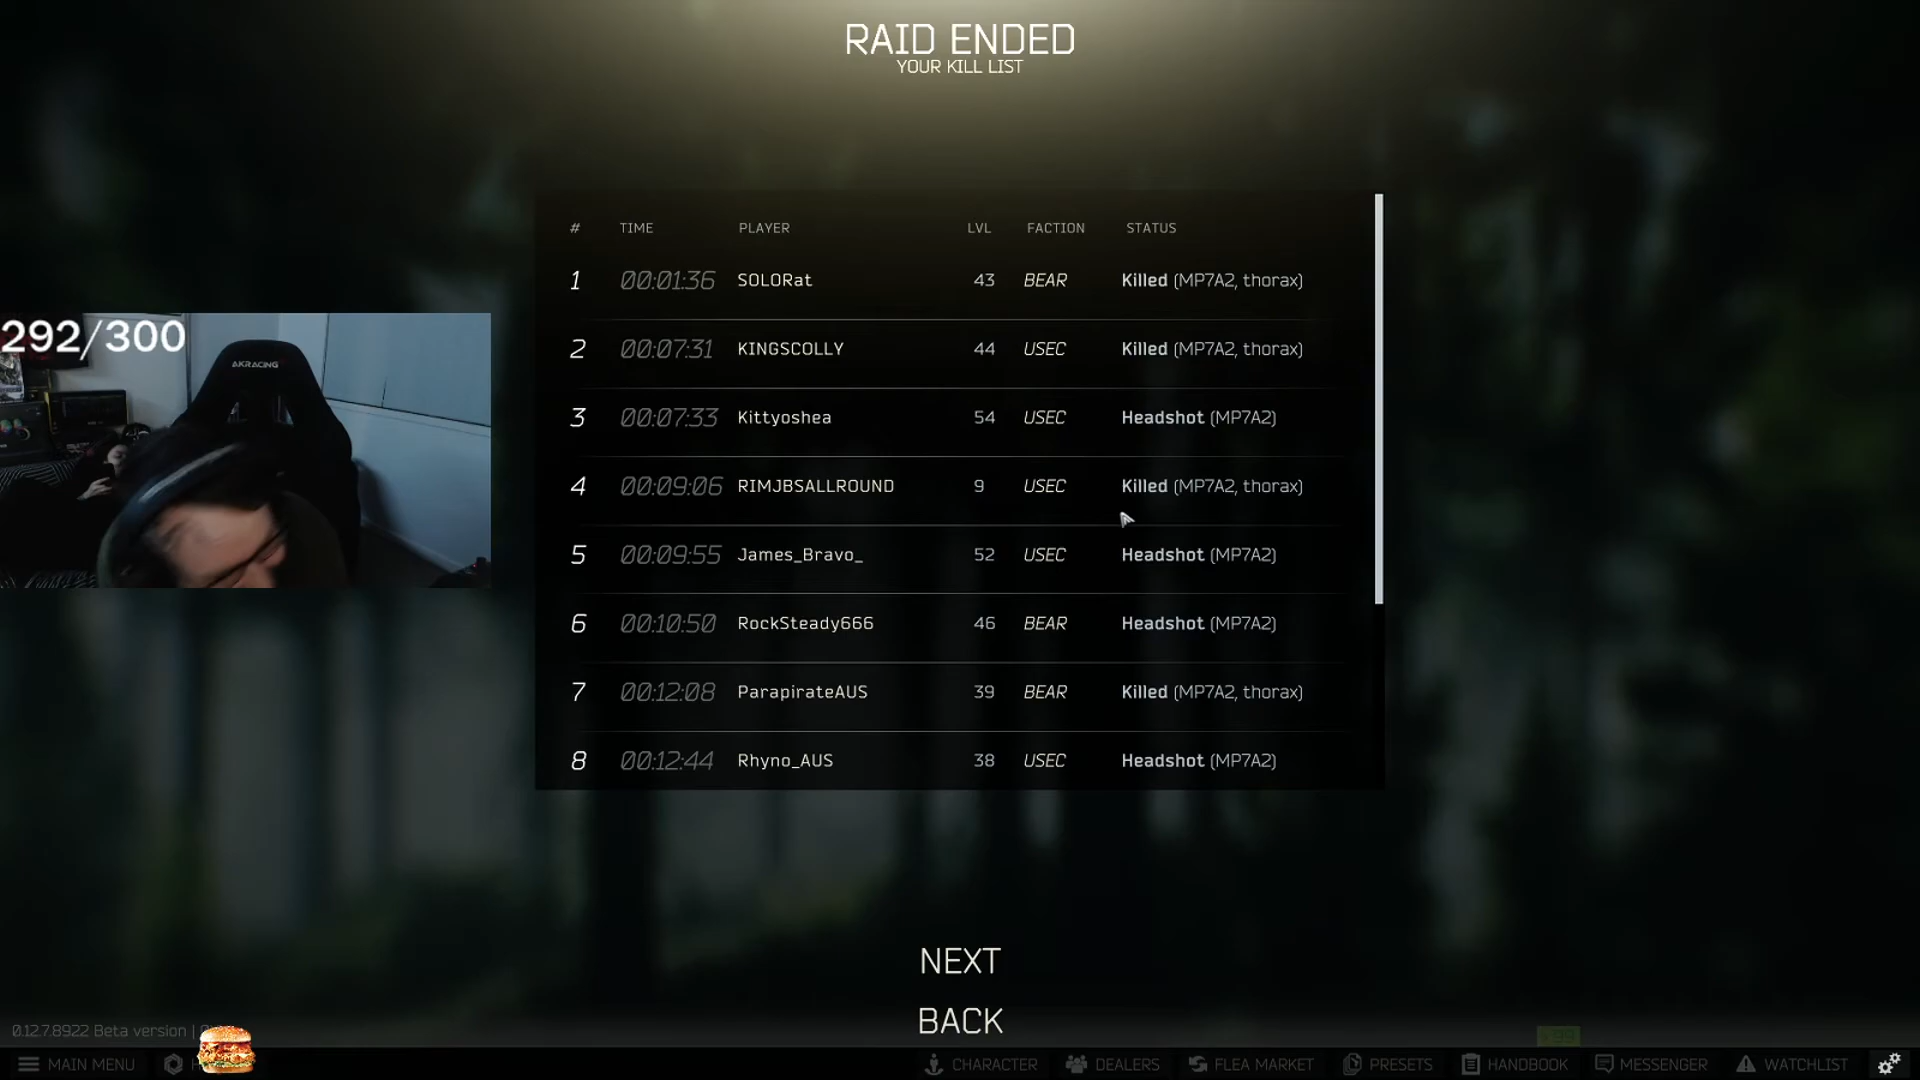 RAID ENDED
YOUR KILL LIST
# TIME PLAYER LVL FACTION STATUS
1 00:01:36 SOLORat 43 BEAR Killed (MP7A2, thorax)
2 00:07:31 KINGSCOLLY 44 USEC Killed (MP7A2, thorax)
3 00:07:33 Kittyoshea 54 USEC Headshot (MP7A2)
4 00:09:06 RIMJBSALLROUND 9 USEC Killed (MP7A2, thorax)
5 00:09:55 James_Bravo_ 52 USEC Headshot (MP7A2)
6 00:10:50 RockSteady666 46 BEAR Headshot (MP7A2)
7 00:12:08 ParapirateAUS 39 BEAR Killed (MP7A2, thorax)
8 00:12:44 Rhyno_AUS 38 USEC Headshot (MP7A2)
292/300
AKRACING
NEXT
BACK
0.12.7.8922 Beta version |
MAIN MENU CHARACTER DEALERS FLEA MARKET PRESETS HANDBOOK MESSENGER WATCHLIST